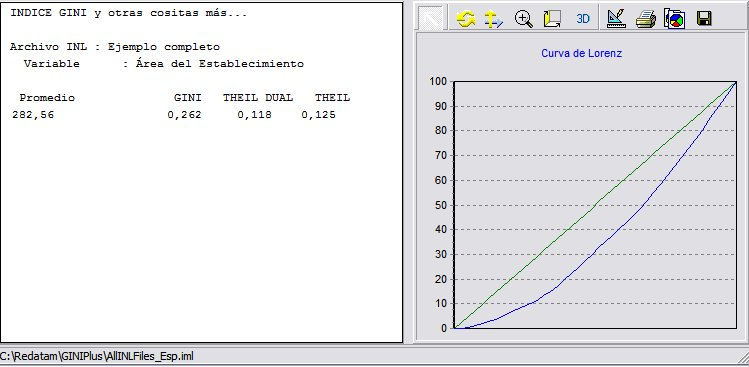 INDICE GINI y otras cositas más...
Archivo INL : Ejemplo completo
Variable : Área del Establecimiento
Promedio GINI THEIL DUAL THEIL
282,56 0,262 0,118 0,125
3D
Curva de Lorenz
100
90
80
70
60
50
40
30
20
10
0
C:\Redatam\GINIPlus\AllINLFiles_Esp.iml